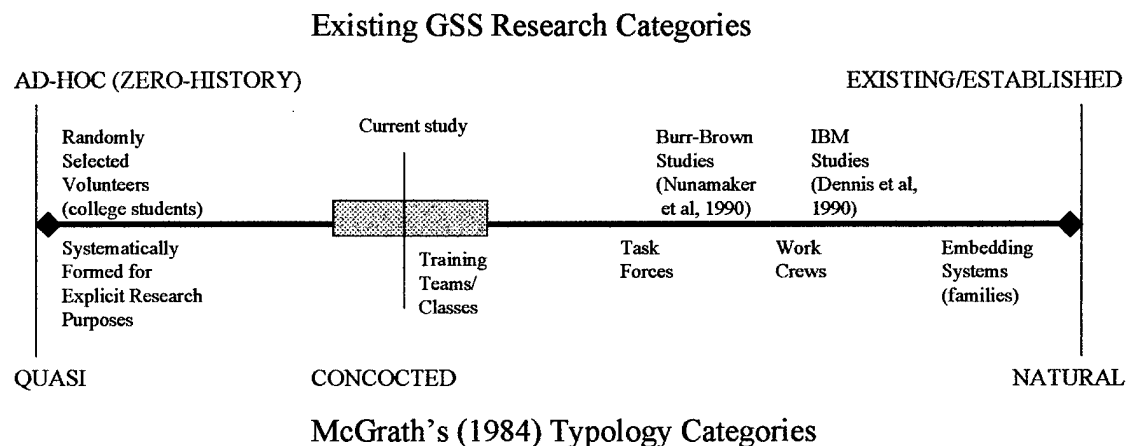 Existing GSS Research Categories
AD-HOC (ZERO-HISTORY)
EXISTING/ESTABLISHED
Randomly
Selected
Volunteers
(college students)
Current study
Burr-Brown
Studies
(Nunamaker
et al, 1990)
IBM
Studies
(Dennis et al,
1990)
Systematically
Formed for
Explicit Research
Purposes
Training
Teams/
Classes
Task
Forces
Work
Crews
Embedding
Systems
(families)
QUASI
CONCOCTED
NATURAL
McGrath's (1984) Typology Categories